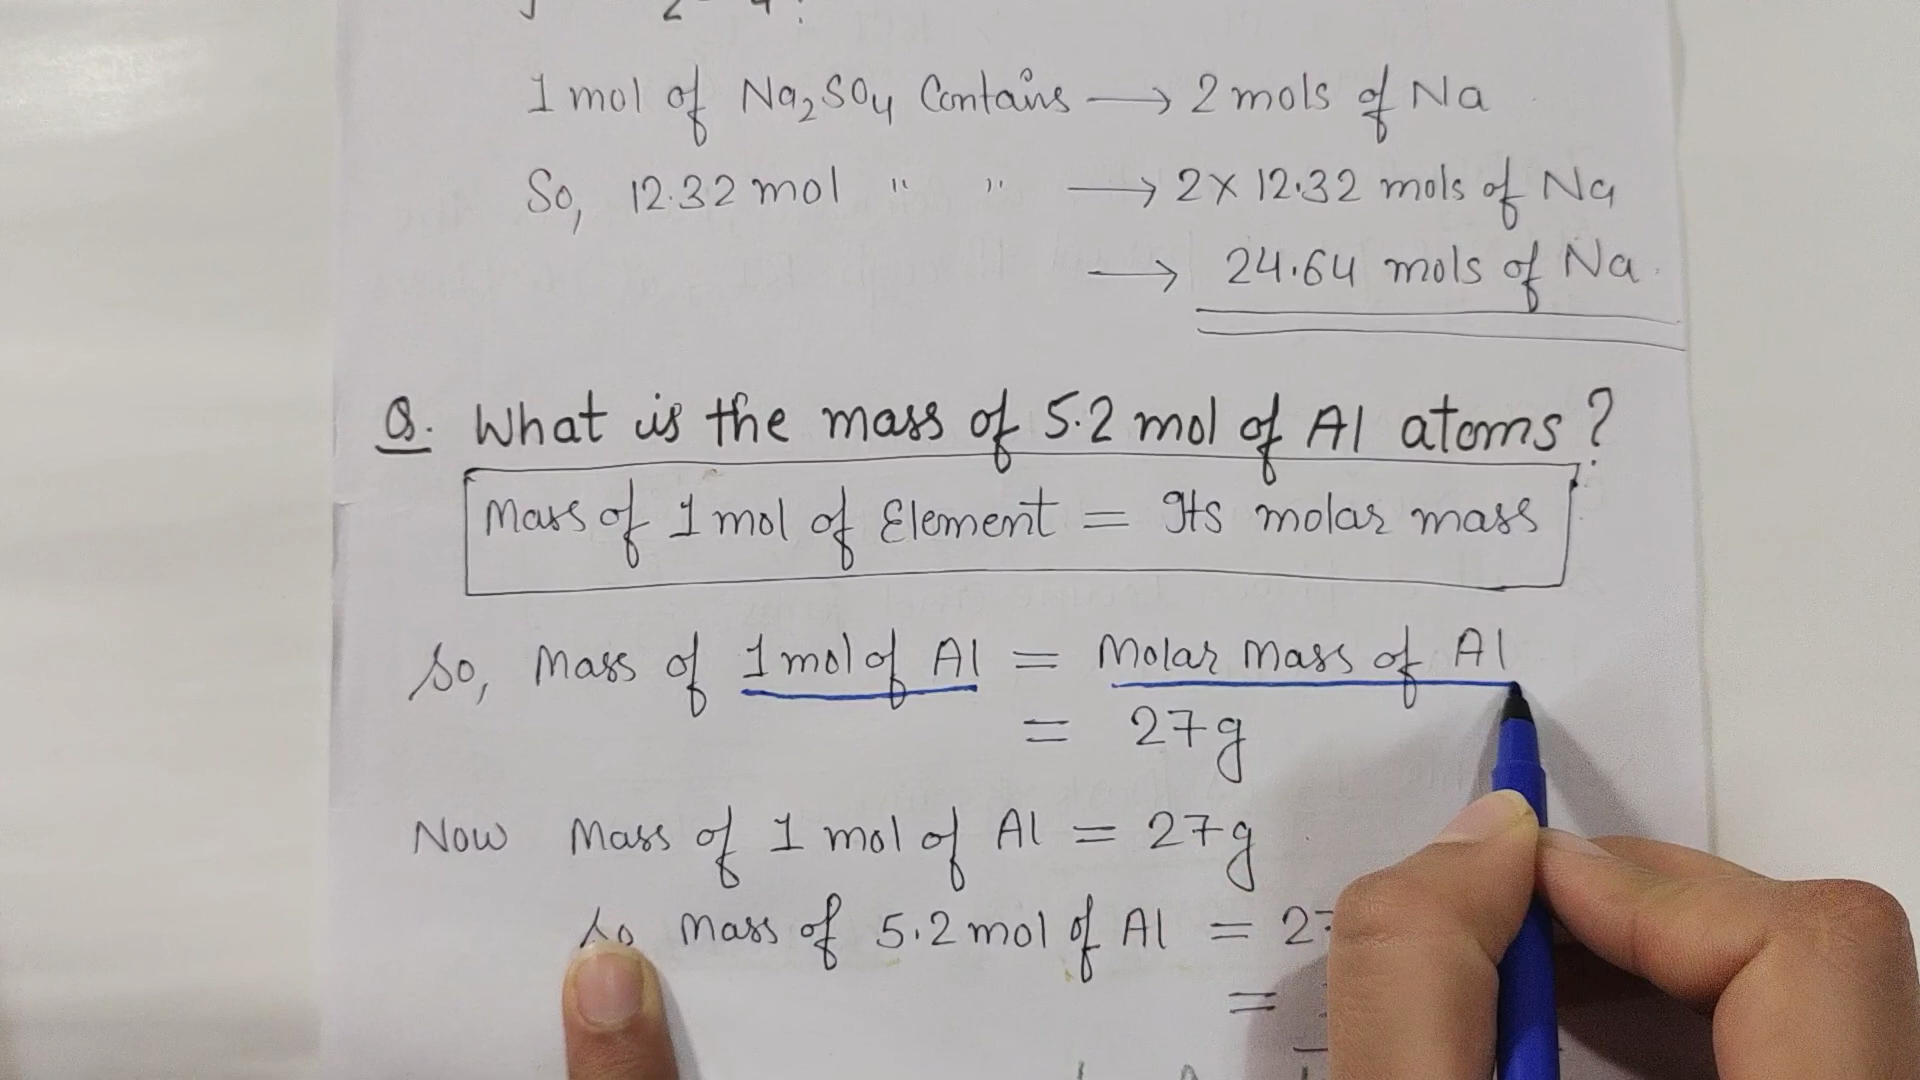 1 mol of Na₂SO₄ Contains → 2 mols of Na
So, 12.32 mol " " → 2 × 12.32 mols of Na
→ 24.64 mols of Na
Q. What is the mass of 5.2 mol of Al atoms?
Mass of 1 mol of Element = Its molar mass
So, Mass of 1 mol of Al = Molar Mass of Al
= 27g
Now Mass of 1 mol of Al = 27g
So Mass of 5.2 mol of Al = 27
=